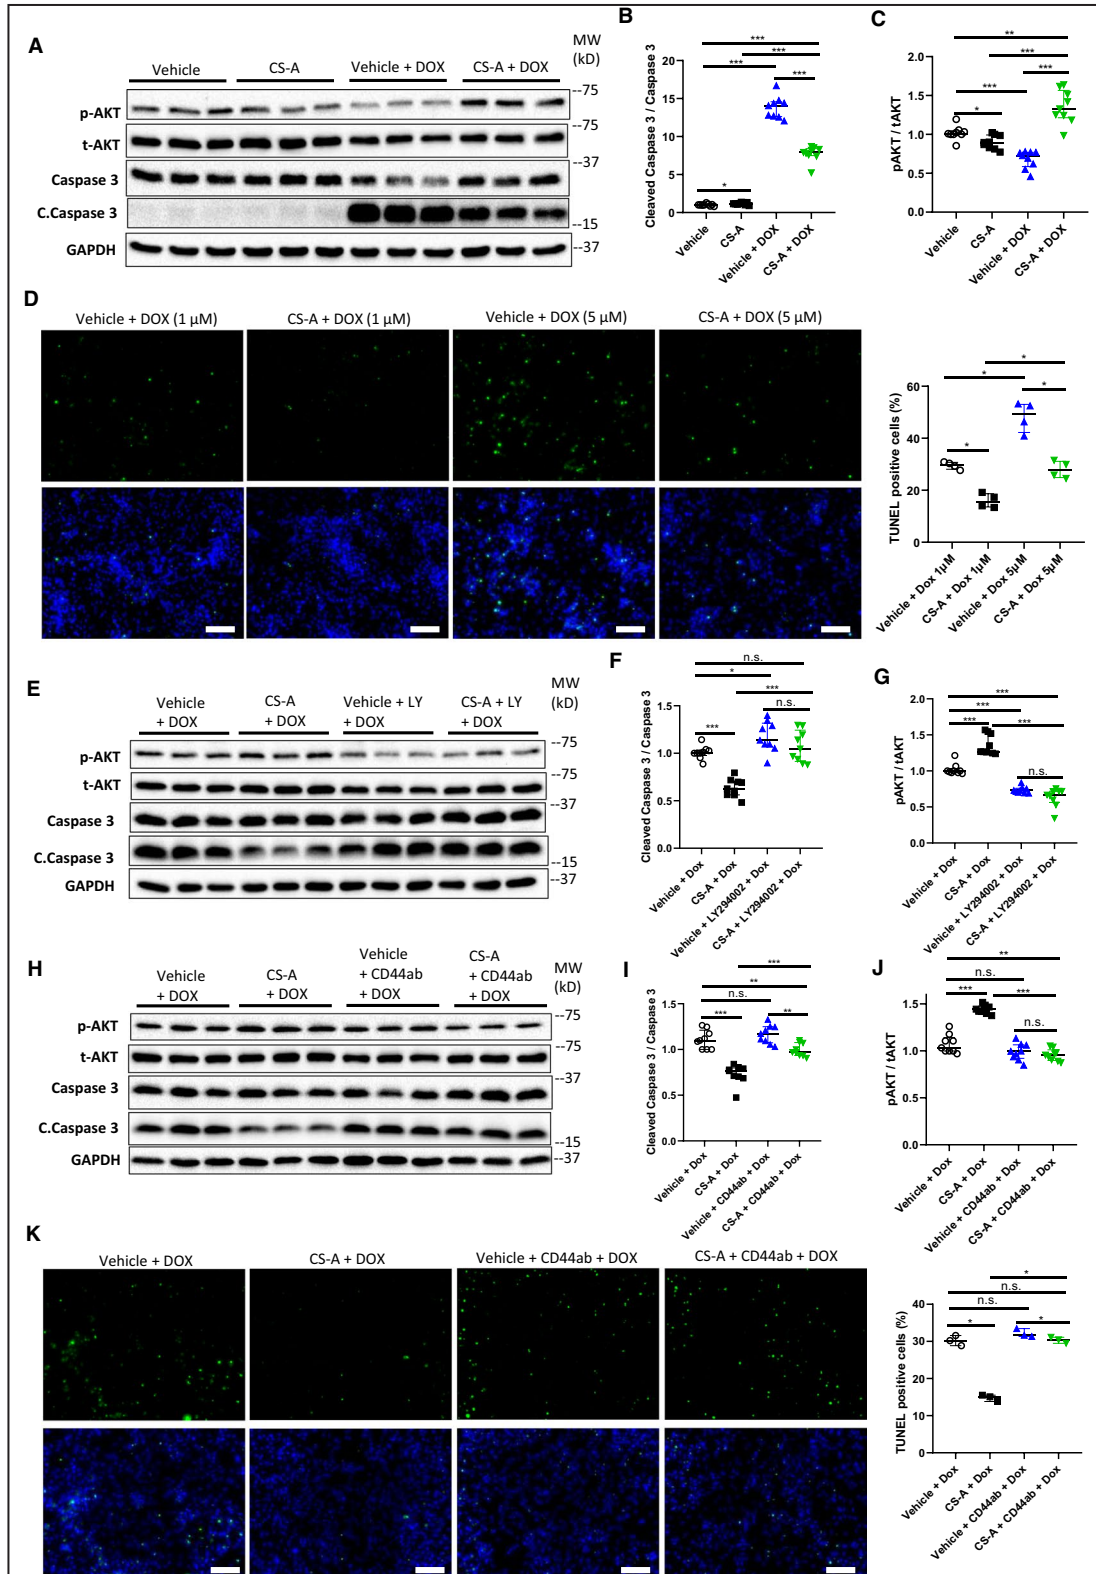 A
Vehicle
CS-A
Vehicle + DOX
CS-A + DOX
MW
(kD)
p-AKT
--75
t-AKT
--75
Caspase 3
--37
C.Caspase 3
--15
GAPDH
--37
B
Cleaved Caspase 3 / Caspase 3
20
15
10
5
0
***
***
***
***
*
Vehicle
CS-A
Vehicle + DOX
CS-A + DOX
C
pAKT / tAKT
2.0
1.5
1.0
0.5
0.0
**
***
***
***
*
Vehicle
CS-A
Vehicle + DOX
CS-A + DOX
D
Vehicle + DOX (1 µM)
CS-A + DOX (1 µM)
Vehicle + DOX (5 µM)
CS-A + DOX (5 µM)
TUNEL positive cells (%)
60
40
20
0
*
*
*
*
Vehicle + Dox 1µM
CS-A + Dox 1µM
Vehicle + Dox 5µM
CS-A + Dox 5µM
E
Vehicle
+ DOX
CS-A
+ DOX
Vehicle + LY
+ DOX
CS-A + LY
+ DOX
MW
(kD)
p-AKT
--75
t-AKT
--75
Caspase 3
--37
C.Caspase 3
--15
GAPDH
--37
F
Cleaved Caspase 3 / Caspase 3
1.5
1.0
0.5
0.0
n.s.
*
***
***
n.s.
Vehicle + Dox
CS-A + Dox
Vehicle + LY294002 + Dox
CS-A + LY294002 + Dox
G
pAKT / tAKT
2.0
1.5
1.0
0.5
0.0
***
***
***
***
n.s.
Vehicle + Dox
CS-A + Dox
Vehicle + LY294002 + Dox
CS-A + LY294002 + Dox
H
Vehicle
+ DOX
CS-A
+ DOX
Vehicle
+ CD44ab
+ DOX
CS-A
+ CD44ab
+ DOX
MW
(kD)
p-AKT
--75
t-AKT
--75
Caspase 3
--37
C.Caspase 3
--15
GAPDH
--37
I
Cleaved Caspase 3 / Caspase 3
1.5
1.0
0.5
0.0
***
**
n.s.
***
**
Vehicle + Dox
CS-A + Dox
Vehicle + CD44ab + Dox
CS-A + CD44ab + Dox
J
pAKT / tAKT
1.5
1.0
0.5
0.0
**
n.s.
***
***
n.s.
Vehicle + Dox
CS-A + Dox
Vehicle + CD44ab + Dox
CS-A + CD44ab + Dox
K
Vehicle + DOX
CS-A + DOX
Vehicle + CD44ab + DOX
CS-A + CD44ab + DOX
TUNEL positive cells (%)
40
30
20
10
0
*
n.s.
n.s.
*
*
Vehicle + Dox
CS-A + Dox
Vehicle + CD44ab + Dox
CS-A + CD44ab + Dox